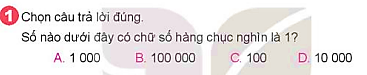 1 Chọn câu trả lời đúng.
Số nào dưới đây có chữ số hàng chục nghìn là 1?
A. 1 000 B. 100 000 C. 100 D. 10 000